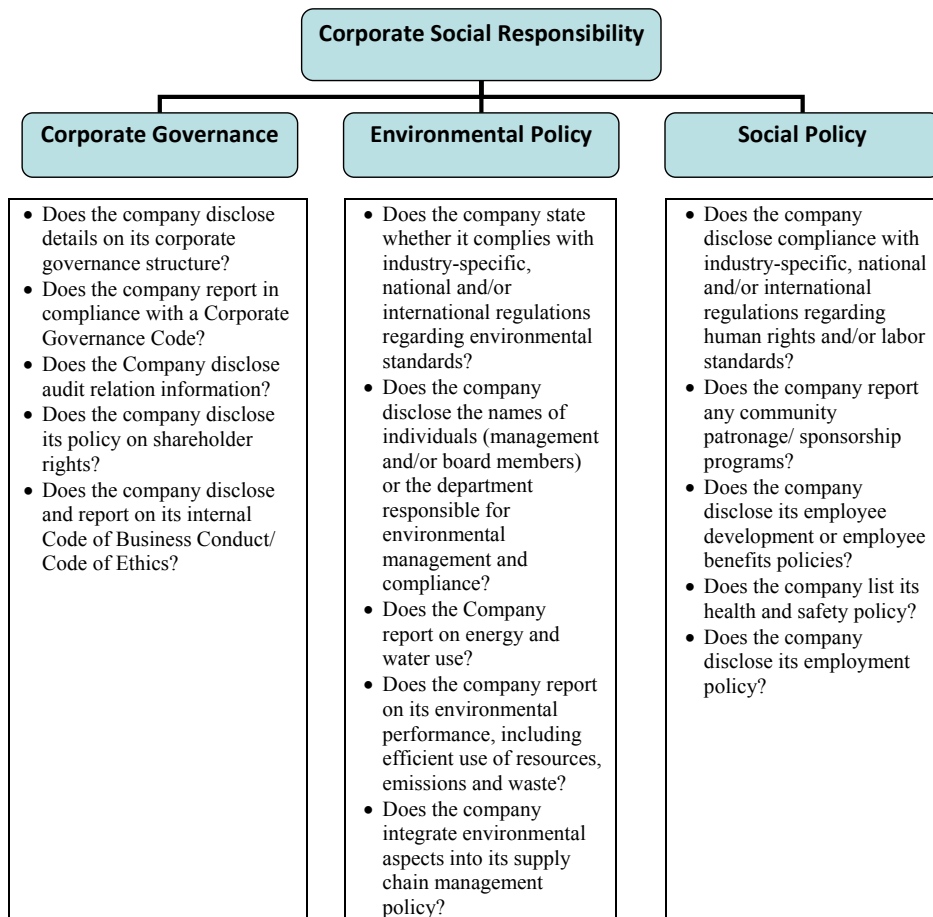 Corporate Social Responsibility
Corporate Governance
Environmental Policy
Social Policy
• Does the company disclose
details on its corporate
governance structure?
• Does the company report in
compliance with a Corporate
Governance Code?
• Does the Company disclose
audit relation information?
• Does the company disclose
its policy on shareholder
rights?
• Does the company disclose
and report on its internal
Code of Business Conduct/
Code of Ethics?
• Does the company state
whether it complies with
industry-specific,
national and/or
international regulations
regarding environmental
standards?
• Does the company
disclose the names of
individuals (management
and/or board members)
or the department
responsible for
environmental
management and
compliance?
• Does the Company
report on energy and
water use?
• Does the company report
on its environmental
performance, including
efficient use of resources,
emissions and waste?
• Does the company
integrate environmental
aspects into its supply
chain management
policy?
• Does the company
disclose compliance with
industry-specific, national
and/or international
regulations regarding
human rights and/or labor
standards?
• Does the company report
any community
patronage/ sponsorship
programs?
• Does the company
disclose its employee
development or employee
benefits policies?
• Does the company list its
health and safety policy?
• Does the company
disclose its employment
policy?